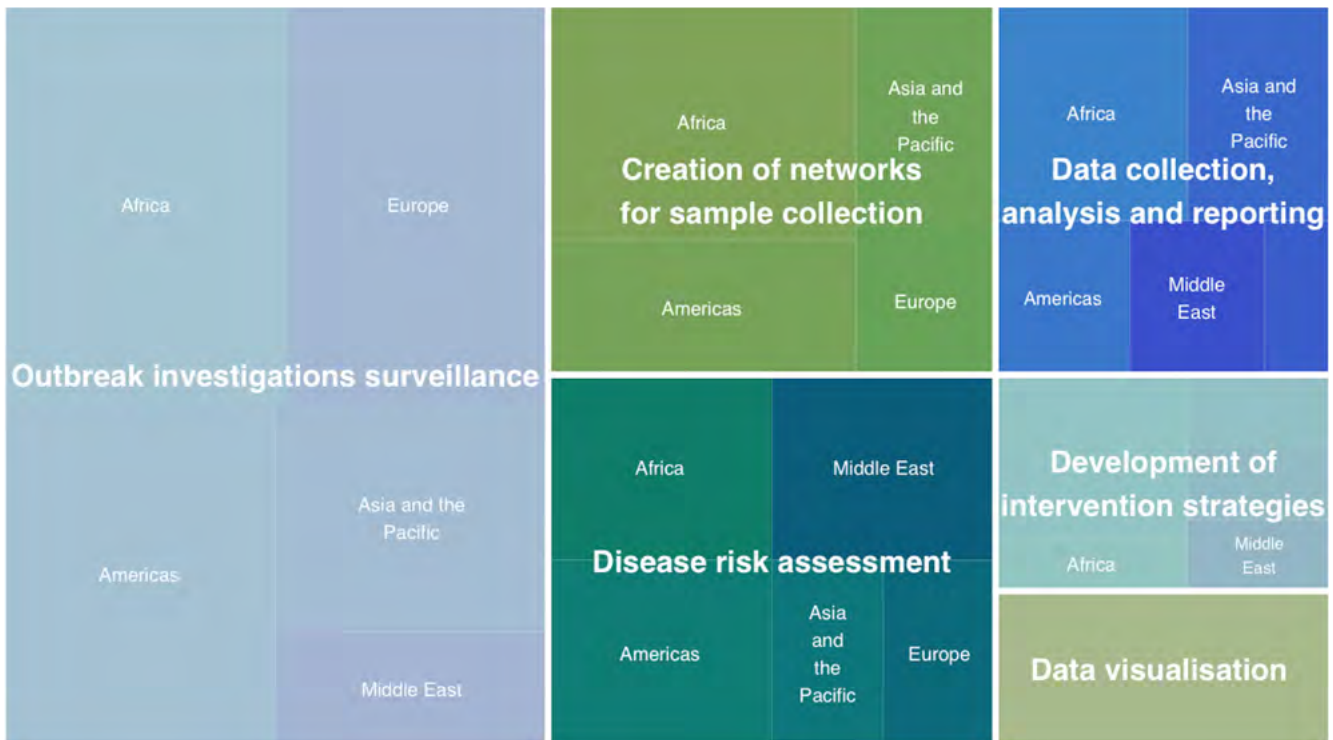 Africa
Europe
Outbreak investigations surveillance
Americas
Asia and the
Pacific
Middle East
Africa
Asia and
the
Pacific
Creation of networks
for sample collection
Americas
Europe
Africa
Asia and
the
Pacific
Data collection,
analysis and reporting
Americas
Middle
East
Africa
Middle East
Disease risk assessment
Americas
Asia
and
the
Pacific
Europe
Development of
intervention strategies
Africa
Middle
East
Data visualisation